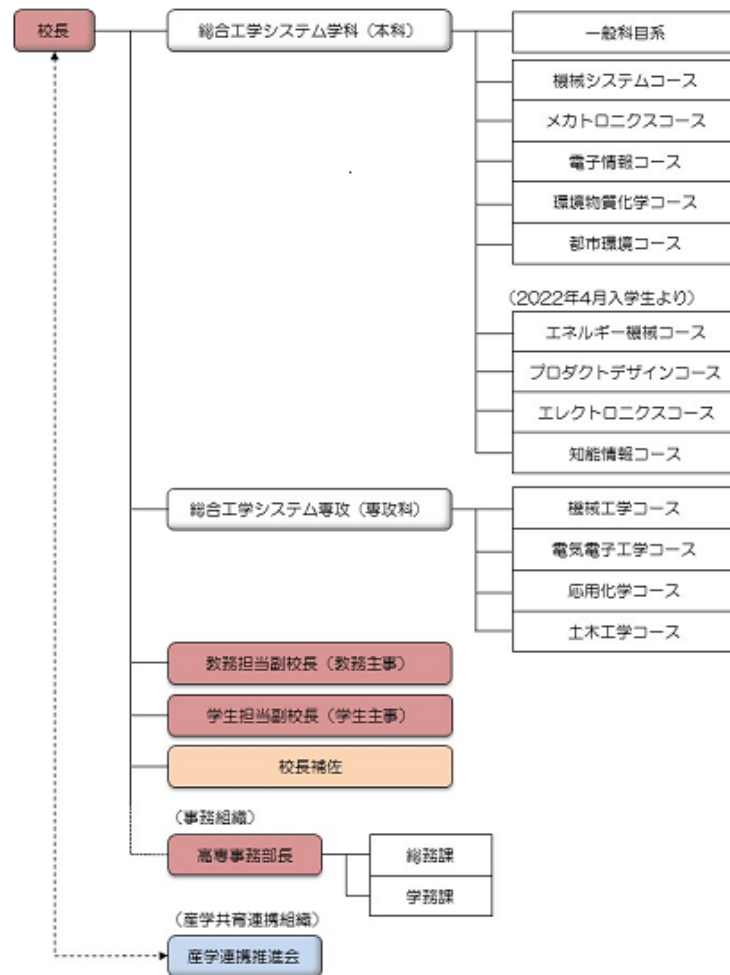 校長
総合工学システム学科（本科）
一般科目系
機械システムコース
メカトロニクスコース
電子情報コース
環境物質化学コース
都市環境コース
（2022年4月入学生より）
エネルギー機械コース
プロダクトデザインコース
エレクトロニクスコース
知能情報コース
総合工学システム専攻（専攻科）
機械工学コース
電気電子工学コース
応用化学コース
土木工学コース
教務担当副校長（教務主事）
学生担当副校長（学生主事）
校長補佐
（事務組織）
高専事務部長
総務課
学務課
（産学共育連携組織）
産学連携推進会